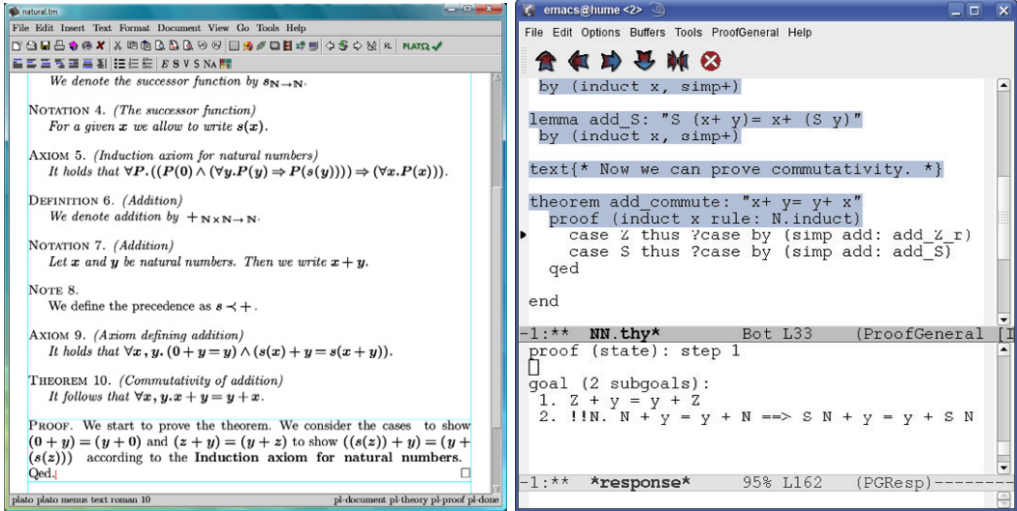 natural.tm
File Edit Insert Text Format Document View Go Tools Help
PLATΩ
E S V S NA
We denote the successor function by sℕ→ℕ.
NOTATION 4. (The successor function)
For a given x we allow to write s(x).
AXIOM 5. (Induction axiom for natural numbers)
It holds that ∀P.((P(0) ∧ (∀y.P(y) ⇒ P(s(y)))) ⇒ (∀x.P(x))).
DEFINITION 6. (Addition)
We denote addition by +ℕ×ℕ→ℕ.
NOTATION 7. (Addition)
Let x and y be natural numbers. Then we write x + y.
NOTE 8.
We define the precedence as s ≺ +.
AXIOM 9. (Axiom defining addition)
It holds that ∀x, y. (0 + y = y) ∧ (s(x) + y = s(x + y)).
THEOREM 10. (Commutativity of addition)
It follows that ∀x, y.x + y = y + x.
PROOF. We start to prove the theorem. We consider the cases to show
(0 + y) = (y + 0) and (z + y) = (y + z) to show ((s(z)) + y) = (y +
(s(z))) according to the Induction axiom for natural numbers.
Qed. □
plato plato menus text roman 10 pl-document pl-theory pl-proof pl-done
emacs@hume <2>
File Edit Options Buffers Tools ProofGeneral Help
by (induct x, simp+)
lemma add_S: "S (x+ y)= x+ (S y)"
by (induct x, simp+)
text{* Now we can prove commutativity. *}
theorem add_commute: "x+ y= y+ x"
proof (induct x rule: N.induct)
case Z thus ?case by (simp add: add_Z_r)
case S thus ?case by (simp add: add_S)
qed
end
-1:** NN.thy* Bot L33 (ProofGeneral [I
proof (state): step 1
goal (2 subgoals):
1. Z + y = y + Z
2. !!N. N + y = y + N ==> S N + y = y + S N
-1:** *response* 95% L162 (PGResp)--------